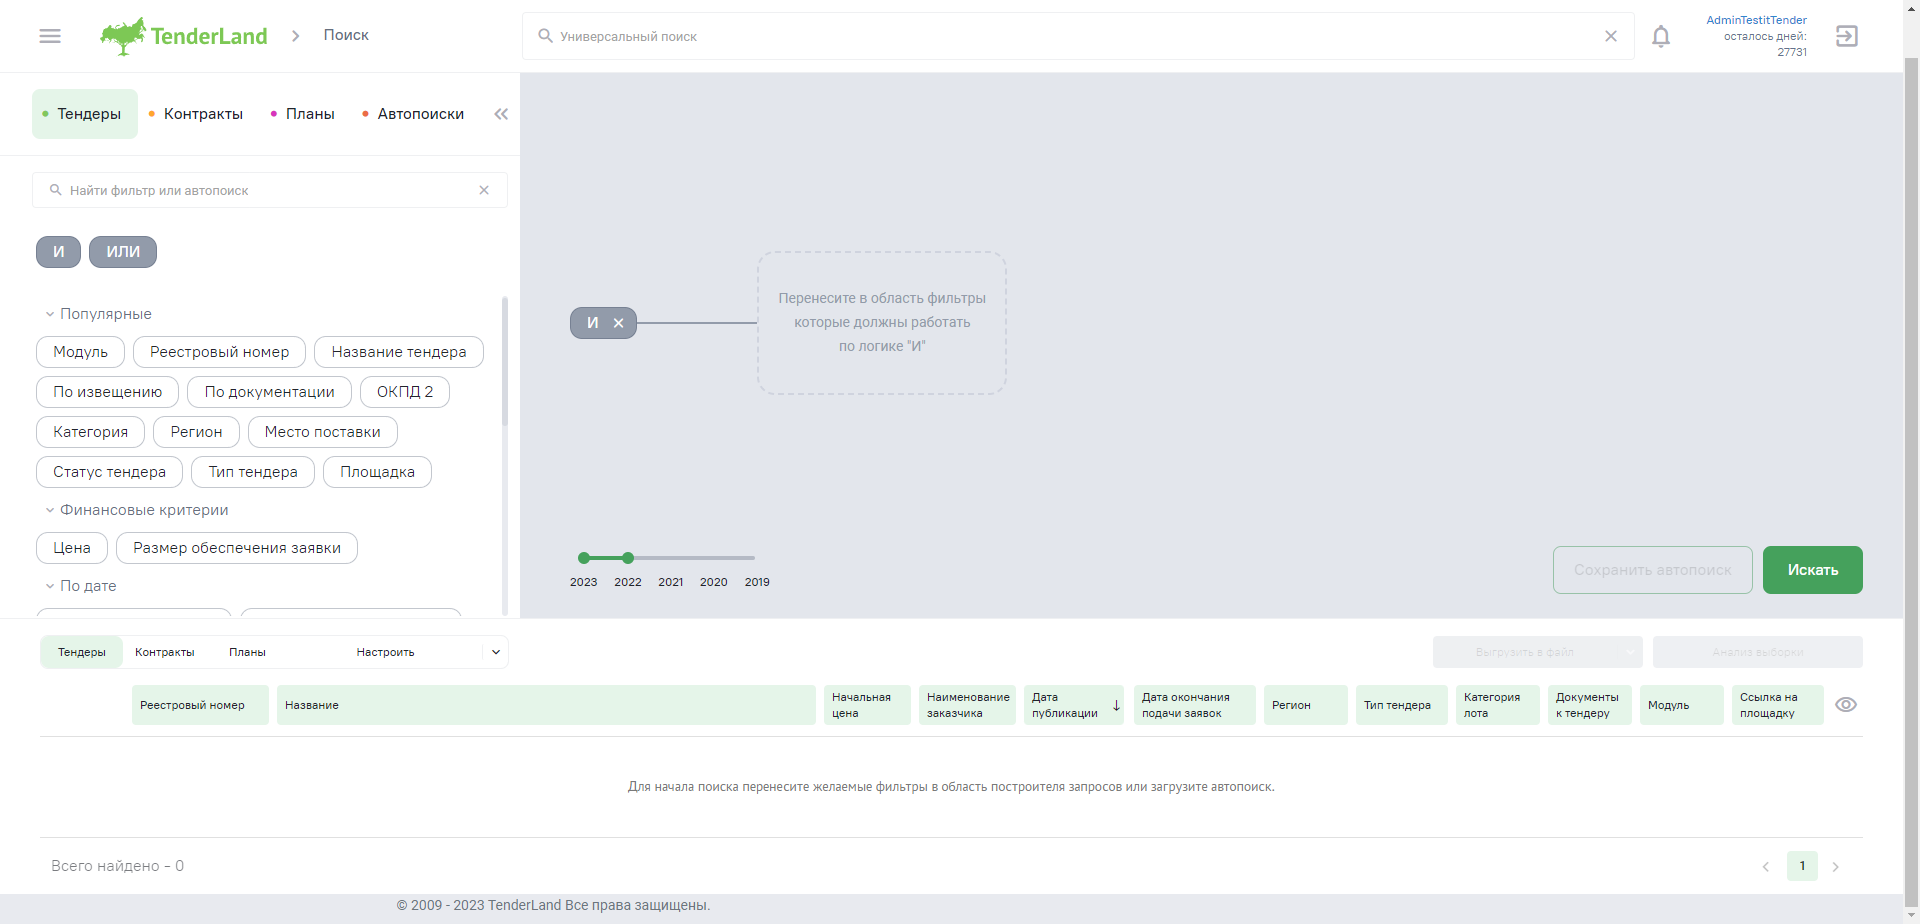 TenderLand
Поиск
Универсальный поиск
AdminTestitTender
осталось дней:
27731
Тендеры
Контракты
Планы
Автопоиски
Найти фильтр или автопоиск
И
ИЛИ
Популярные
Модуль
Реестровый номер
Название тендера
По извещению
По документации
ОКПД 2
Категория
Регион
Место поставки
Статус тендера
Тип тендера
Площадка
Финансовые критерии
Цена
Размер обеспечения заявки
По дате
И
Перенесите в область фильтры
которые должны работать
по логике "И"
2023 2022 2021 2020 2019
Сохранить автопоиск
Искать
Тендеры
Контракты
Планы
Настроить
Выгрузить в файл
Анализ выборки
Реестровый номер
Название
Начальная
цена
Наименование
заказчика
Дата
публикации
Дата окончания
подачи заявок
Регион
Тип тендера
Категория
лота
Документы
к тендеру
Модуль
Ссылка на
площадку
Для начала поиска перенесите желаемые фильтры в область построителя запросов или загрузите автопоиск.
Всего найдено - 0
1
© 2009 - 2023 TenderLand Все права защищены.